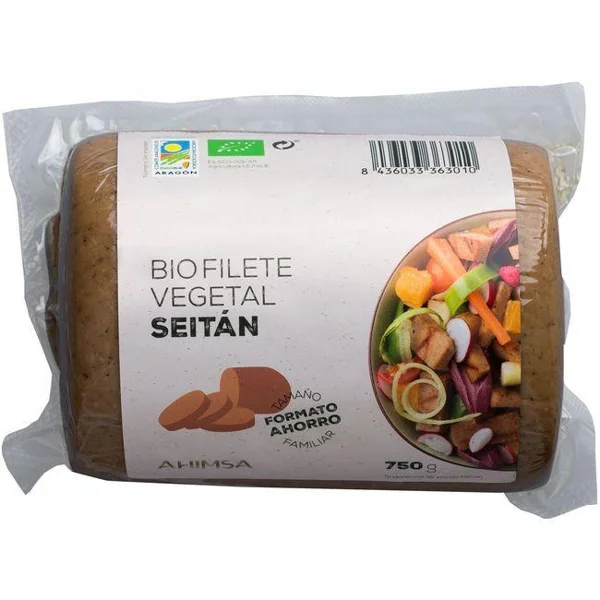 ARAGÓN
8 436033 363010
BIOFILETE
VEGETAL
SEITÁN
TAMAÑO
FORMATO
AHORRO
FAMILIAR
AHIMSA
750 g